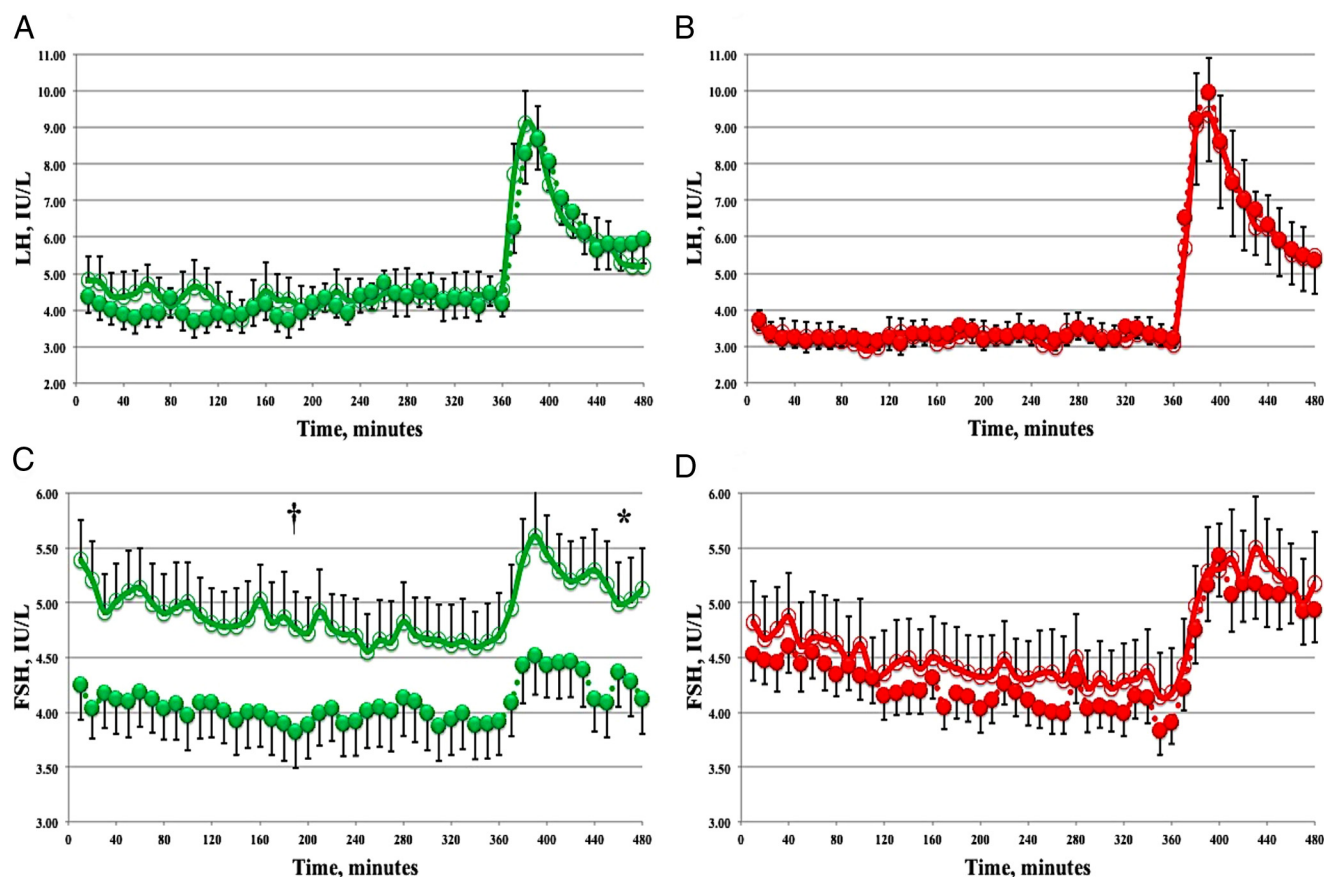 A
B
11.00 11.00
10.00 10.00
9.00 9.00
8.00 8.00
7.00 7.00
6.00 6.00
5.00 5.00
4.00 4.00
3.00 3.00
2.00 2.00
LH, IU/L
LH, IU/L
0 40 80 120 160 200 240 280 320 360 400 440 480
0 40 80 120 160 200 240 280 320 360 400 440 480
Time, minutes
Time, minutes
C
D
6.00 6.00
5.50 5.50
5.00 5.00
4.50 4.50
4.00 4.00
3.50 3.50
3.00 3.00
FSH, IU/L
FSH, IU/L
†
*
0 40 80 120 160 200 240 280 320 360 400 440 480
0 40 80 120 160 200 240 280 320 360 400 440 480
Time, minutes
Time, minutes